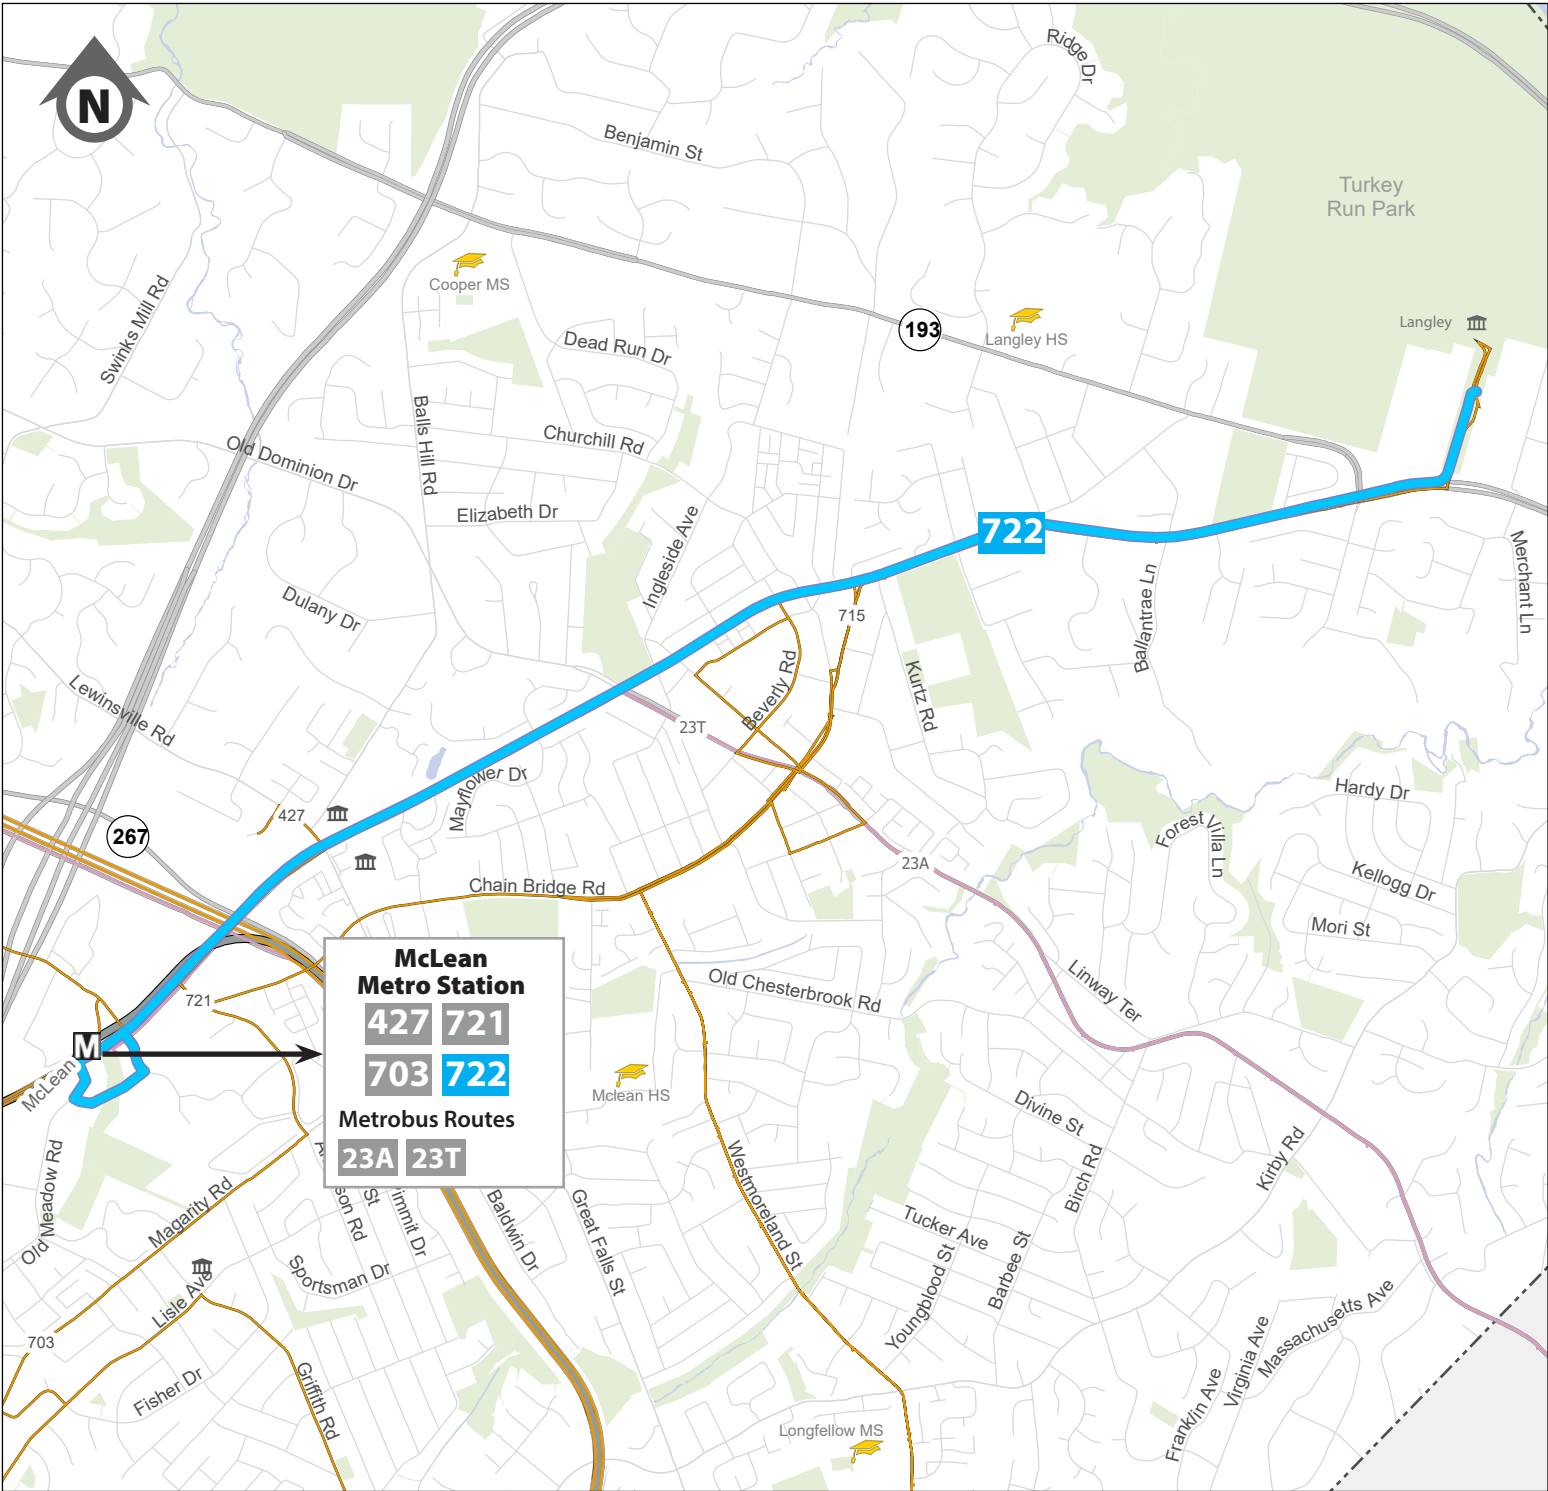 N
Ridge Dr
Benjamin St
Turkey
Run Park
Cooper MS
Swinks Mill Rd
193
Langley HS
Langley
Dead Run Dr
Balls Hill Rd
Churchill Rd
Old Dominion Dr
Elizabeth Dr
Ingleside Ave
722
Merchant Ln
Ballantrae Ln
Dulany Dr
715
Kurtz Rd
Beverly Rd
Lewinsville Rd
23T
Mayflower Dr
Hardy Dr
427
267
Forest Villa Ln
23A
Kellogg Dr
Chain Bridge Rd
Mori St
McLean
Metro Station
427 721
703 722
Metrobus Routes
23A 23T
Old Chesterbrook Rd
Linway Ter
721
M
McLean
Mclean HS
Divine St
Birch Rd
Kirby Rd
Old Meadow Rd
Magarity Rd
son Rd
St
immit Dr
Baldwin Dr
Great Falls St
Westmoreland St
Tucker Ave
Youngblood St
Barbee St
Sportsman Dr
Lisle Ave
703
Fisher Dr
Griffith Rd
Longfellow MS
Franklin Ave
Virginia Ave
Massachusetts Ave